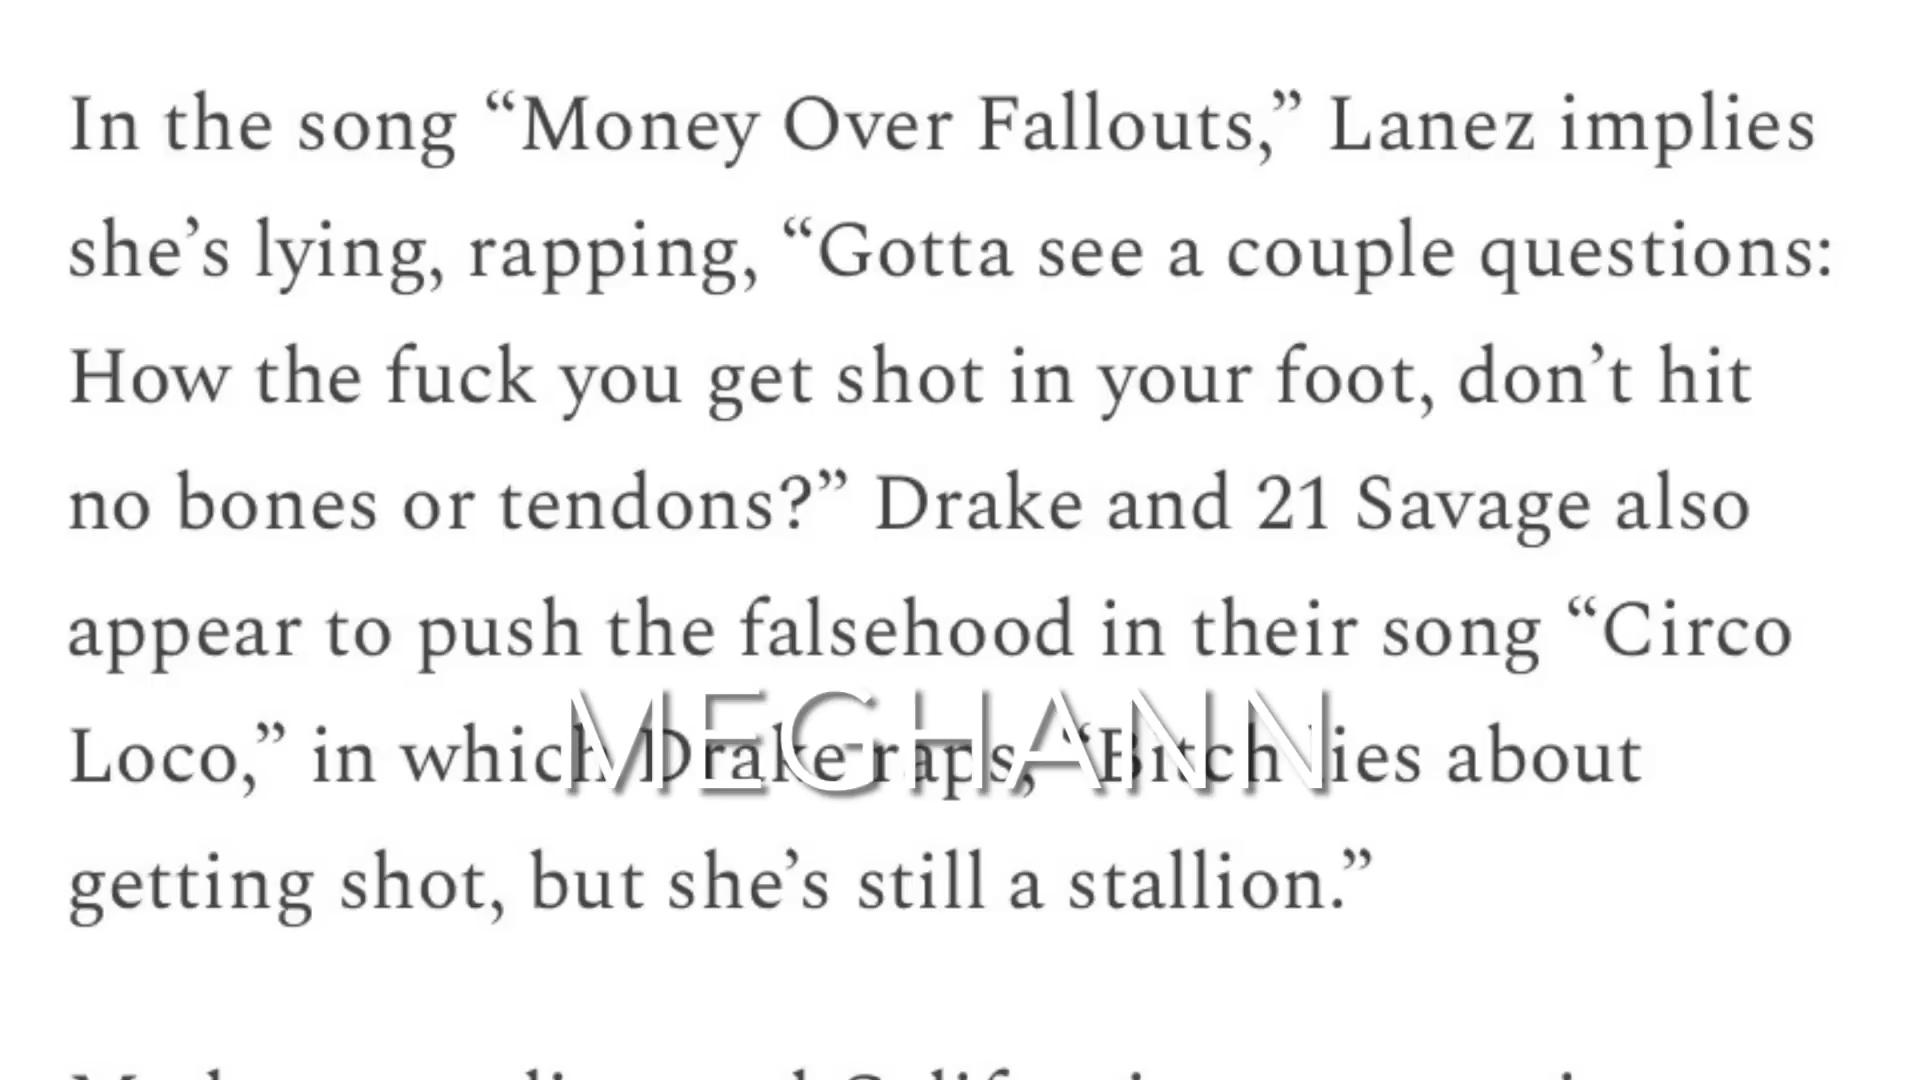 In the song “Money Over Fallouts,” Lanez implies
she’s lying, rapping, “Gotta see a couple questions:
How the fuck you get shot in your foot, don’t hit
no bones or tendons?” Drake and 21 Savage also
appear to push the falsehood in their song “Circo
Loco,” in which Drake raps, “Bitch lies about
MEGHANN
getting shot, but she’s still a stallion.”